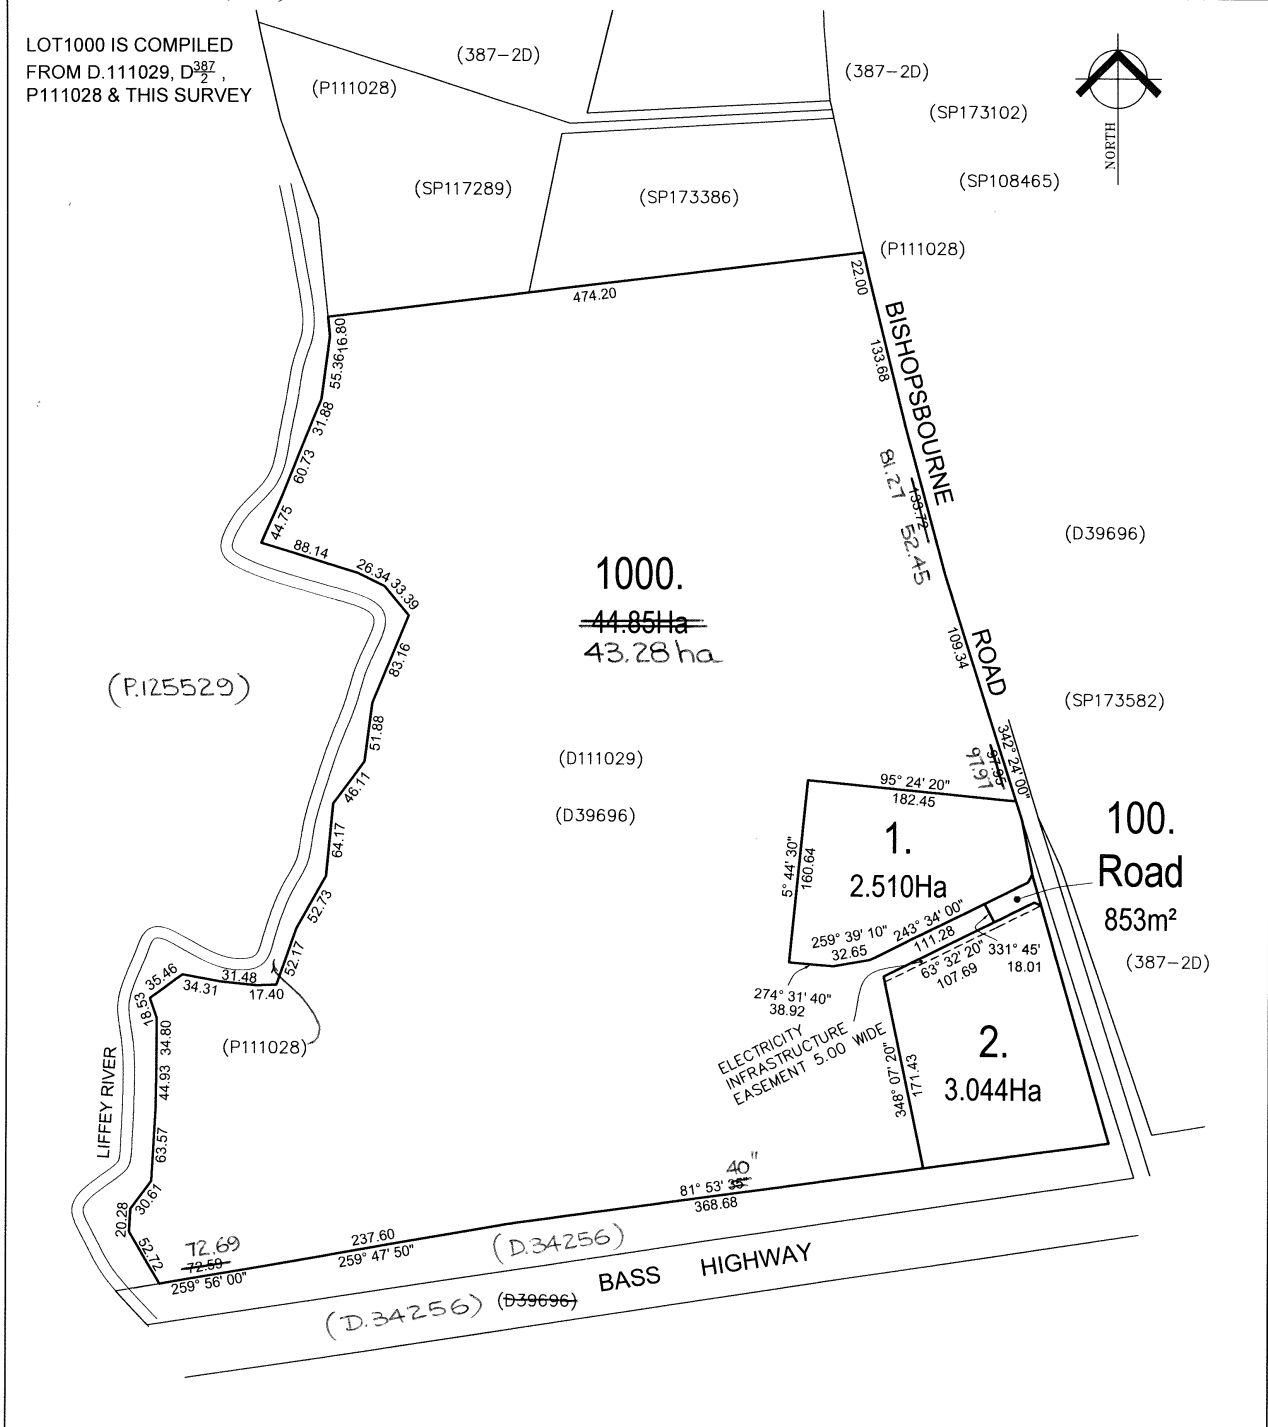 LOT1000 IS COMPILED
FROM D.111029, D387/2 ,
P111028 & THIS SURVEY
(387-2D)
(P111028)
(387-2D)
(SP173102)
NORTH
(SP117289)
(SP173386)
(SP108465)
(P111028)
474.20
22.00
16.80
55.36
31.88
60.73
44.75
88.14
26.34
33.39
83.16
51.88
46.11
64.17
52.73
52.17
133.68
BISHOPSBOURNE
81.27
133.72
52.45
109.34
ROAD
(D39696)
1000.
44.85Ha
43.28 ha
(P.125529)
(SP173582)
(D111029)
(D39696)
342° 24' 00"
97.95
97.97
95° 24' 20"
182.45
100.
Road
853m²
(387-2D)
1.
2.510Ha
5° 44' 30"
160.64
259° 39' 10"
32.65
243° 34' 00"
111.28
63° 32' 20"
107.69
331° 45'
18.01
274° 31' 40"
38.92
ELECTRICITY
INFRASTRUCTURE
EASEMENT 5.00 WIDE
348° 07' 20"
171.43
2.
3.044Ha
35.46
34.31
31.48
17.40
18.53
(P111028)
34.80
44.93
63.57
30.61
20.28
52.72
LIFFEY RIVER
40"
81° 53' 35"
368.68
72.69
72.59
259° 56' 00"
237.60
259° 47' 50"
(D.34256)
BASS HIGHWAY
(D.34256) (D39696)